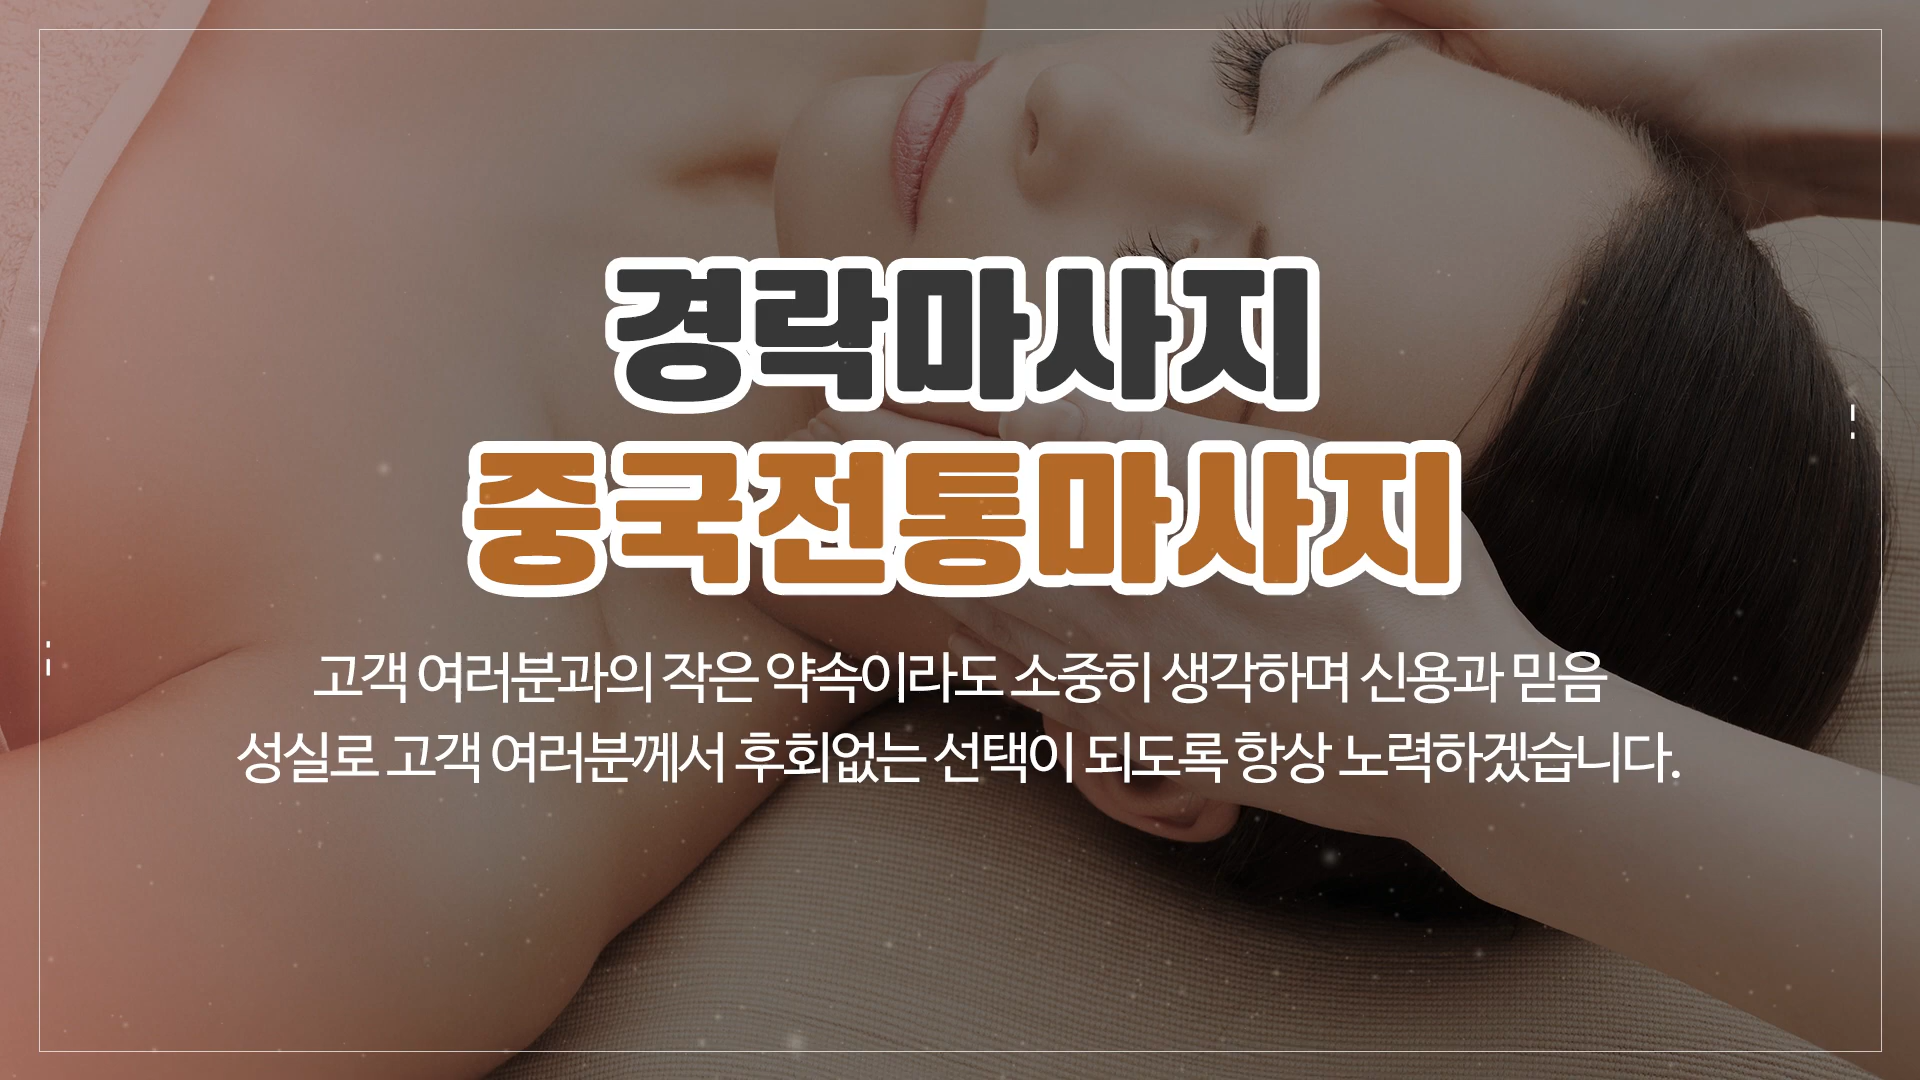 경락마사지
중국전통마사지
고객 여러분과의 작은 약속이라도 소중히 생각하며 신용과 믿음
성실로 고객 여러분께서 후회없는 선택이 되도록 항상 노력하겠습니다.